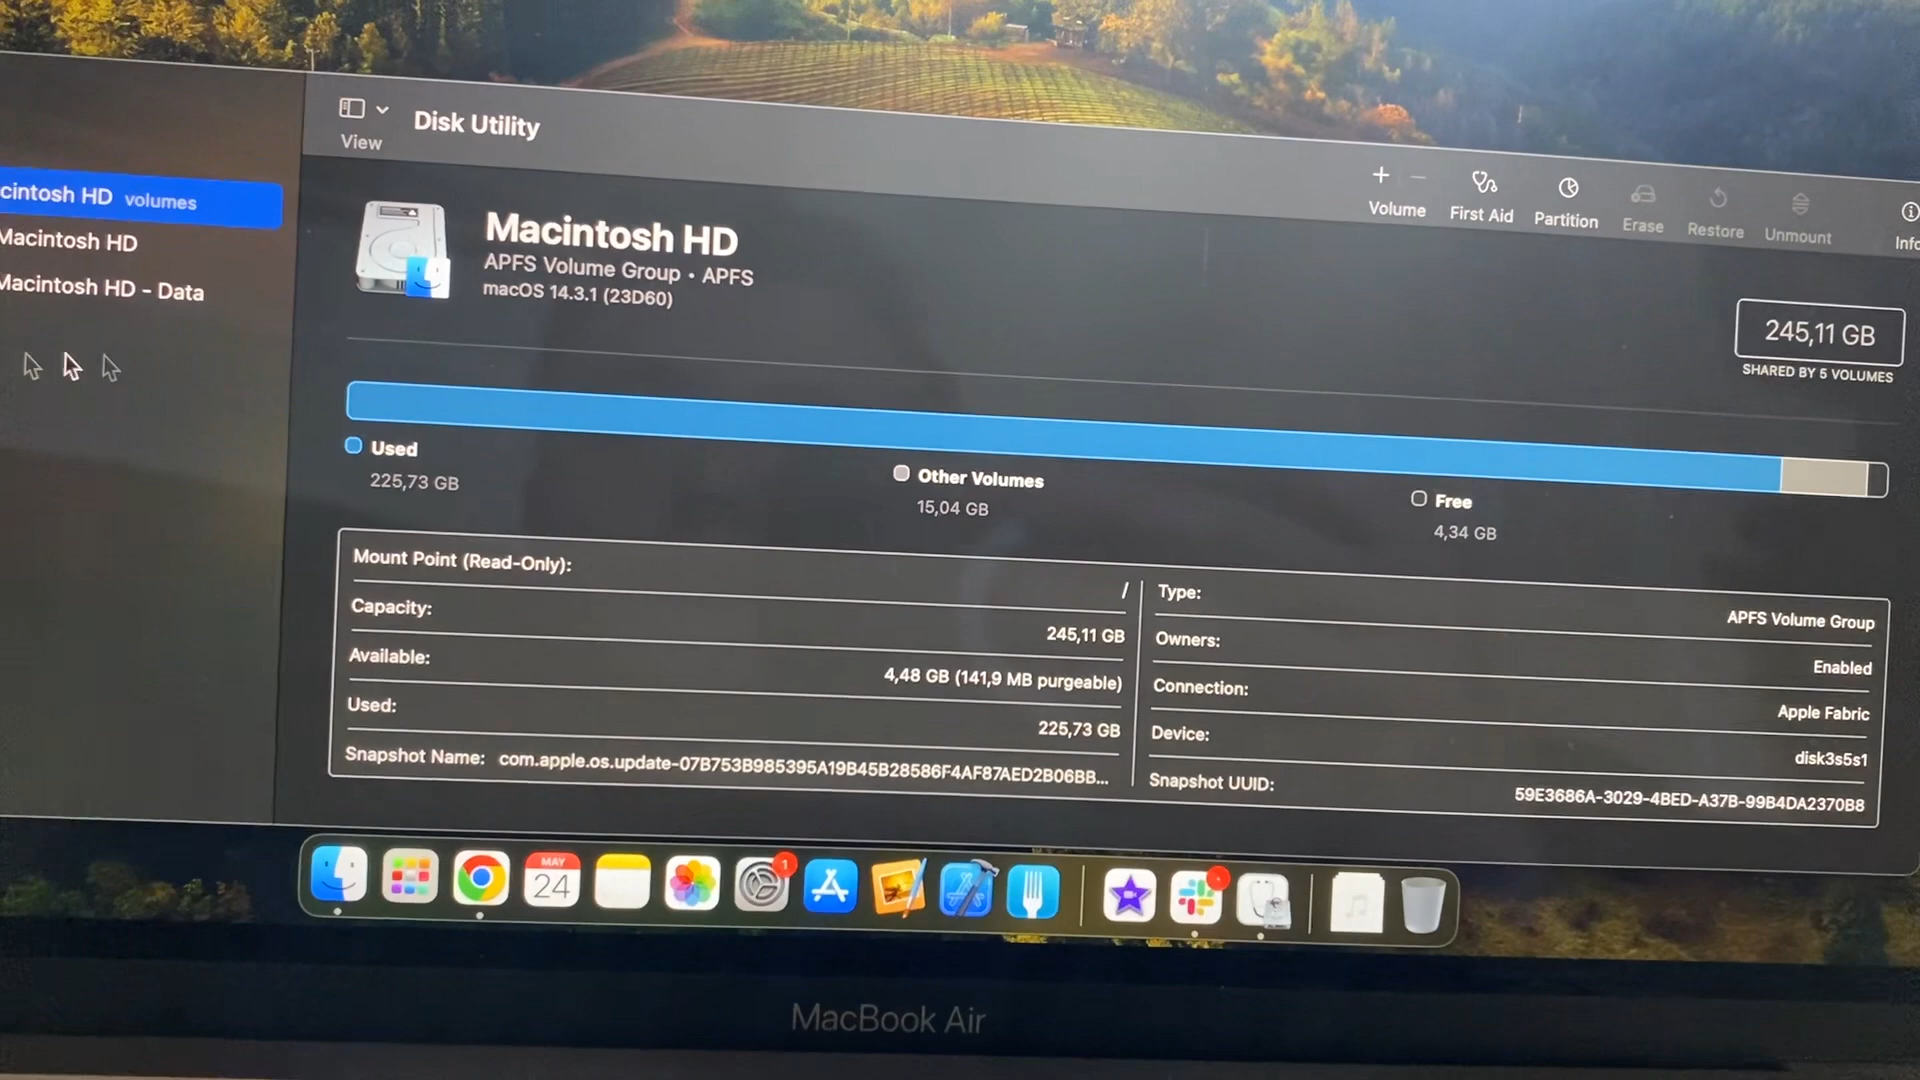 View
Disk Utility
Volume
First Aid
Partition
Erase
Restore
Unmount
Info
cintosh HD volumes
Macintosh HD
Macintosh HD - Data
Macintosh HD
APFS Volume Group • APFS
macOS 14.3.1 (23D60)
245,11 GB
SHARED BY 5 VOLUMES
Used
225,73 GB
Other Volumes
15,04 GB
Free
4,34 GB
Mount Point (Read-Only): /
Capacity: 245,11 GB
Available: 4,48 GB (141,9 MB purgeable)
Used: 225,73 GB
Snapshot Name: com.apple.os.update-07B753B985395A19B45B28586F4AF87AED2B06BB...
Type: APFS Volume Group
Owners: Enabled
Connection: Apple Fabric
Device: disk3s5s1
Snapshot UUID: 59E3686A-3029-4BED-A37B-99B4DA2370B8
MAY
24
1
MacBook Air